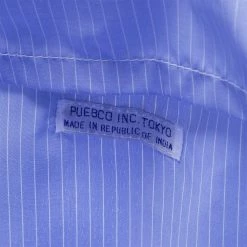 PUEBCO INC. TOKYO
MADE IN REPUBLIC OF INDIA